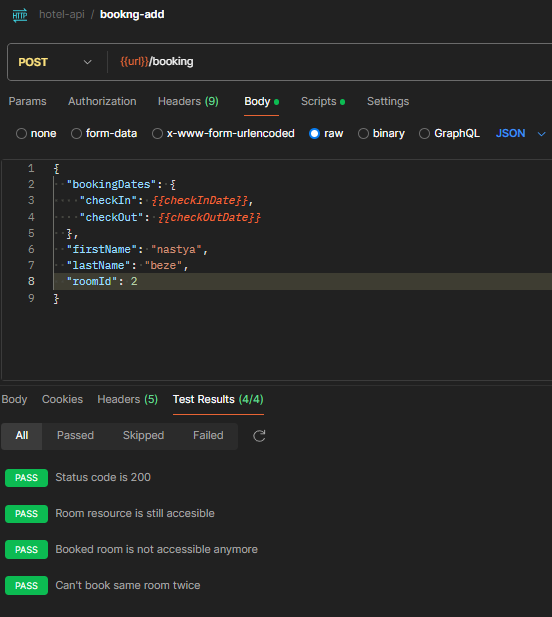 HTTP hotel-api / bookng-add
POST {{url}}/booking
Params Authorization Headers (9) Body Scripts Settings
none form-data x-www-form-urlencoded raw binary GraphQL JSON
1 {
2 "bookingDates": {
3 "checkIn": {{checkInDate}},
4 "checkOut": {{checkOutDate}}
5 },
6 "firstName": "nastya",
7 "lastName": "beze",
8 "roomId": 2
9 }
Body Cookies Headers (5) Test Results (4/4)
All Passed Skipped Failed
PASS Status code is 200
PASS Room resource is still accesible
PASS Booked room is not accessible anymore
PASS Can't book same room twice